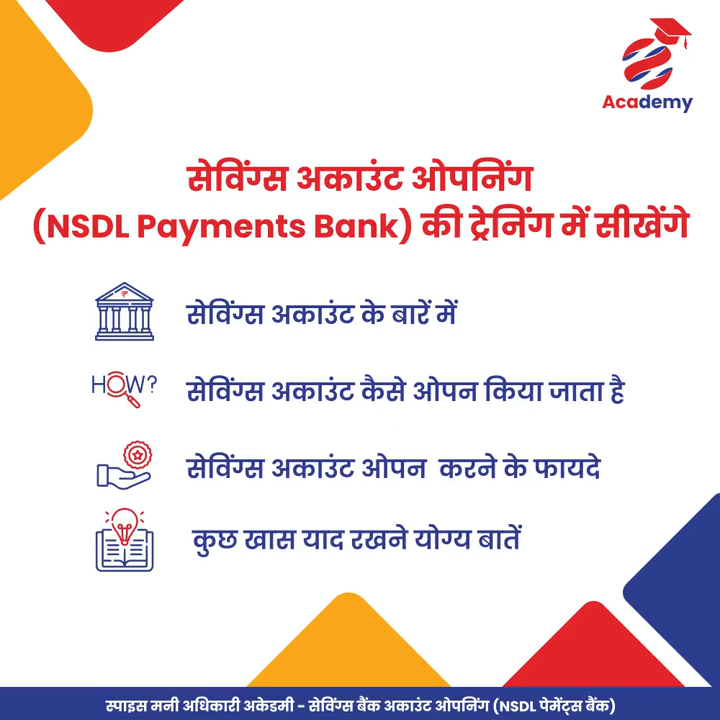 Academy
सेविंग्स अकाउंट ओपनिंग
(NSDL Payments Bank) की ट्रेनिंग में सीखेंगे
सेविंग्स अकाउंट के बारें में
HOW?
सेविंग्स अकाउंट कैसे ओपन किया जाता है
सेविंग्स अकाउंट ओपन करने के फायदे
कुछ खास याद रखने योग्य बातें
स्पाइस मनी अधिकारी अकेडमी - सेविंग्स बैंक अकाउंट ओपनिंग (NSDL पेमेंट्स बैंक)